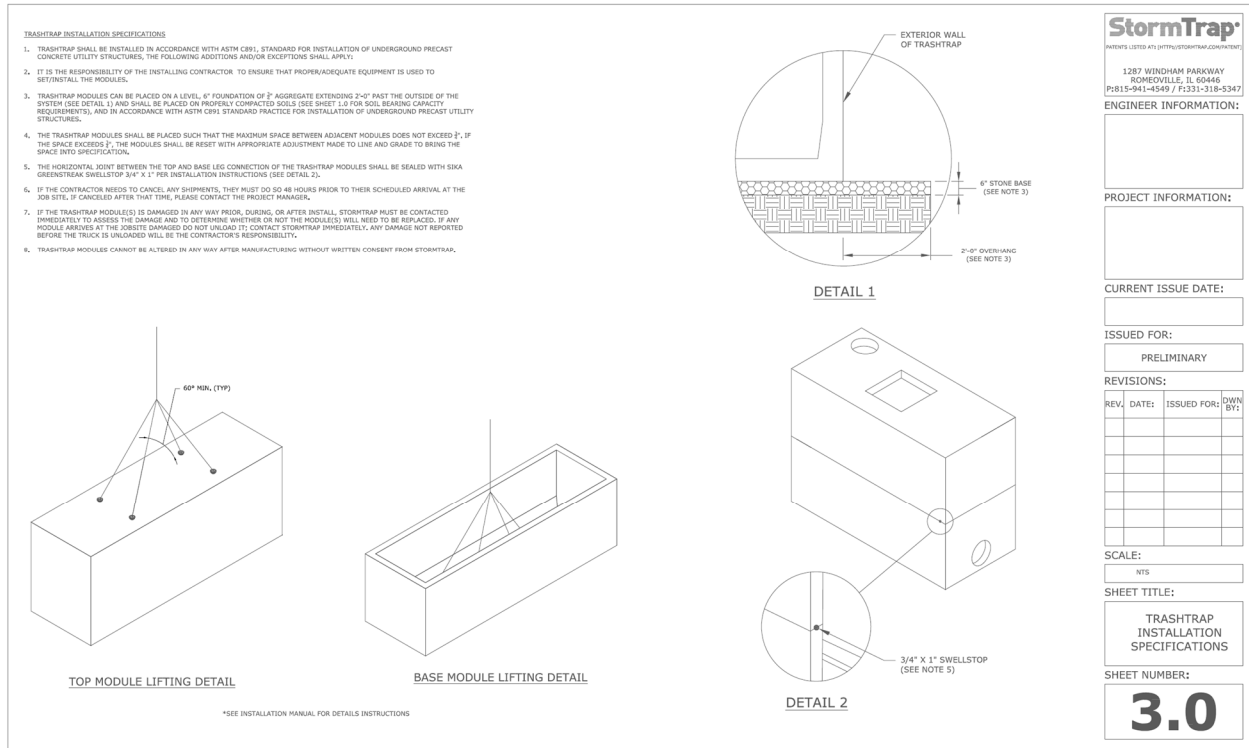 TRASHTRAP INSTALLATION SPECIFICATIONS
1. TRASHTRAP SHALL BE INSTALLED IN ACCORDANCE WITH ASTM C891, STANDARD FOR INSTALLATION OF UNDERGROUND PRECAST
CONCRETE UTILITY STRUCTURES, THE FOLLOWING ADDITIONS AND/OR EXCEPTIONS SHALL APPLY:
2. IT IS THE RESPONSIBILITY OF THE INSTALLING CONTRACTOR TO ENSURE THAT PROPER/ADEQUATE EQUIPMENT IS USED TO
SET/INSTALL THE MODULES.
3. TRASHTRAP MODULES CAN BE PLACED ON A LEVEL, 6" FOUNDATION OF AGGREGATE EXTENDING 2'-0" PAST THE OUTSIDE OF THE
SYSTEM (SEE DETAIL 1) AND SHALL BE PLACED ON PROPERLY COMPACTED SOILS (SEE SHEET 1.0 FOR SOIL BEARING CAPACITY
REQUIREMENTS), AND IN ACCORDANCE WITH ASTM C891 STANDARD PRACTICE FOR INSTALLATION OF UNDERGROUND PRECAST UTILITY
STRUCTURES.
4. THE TRASHTRAP MODULES SHALL BE PLACED SUCH THAT THE MAXIMUM SPACE BETWEEN ADJACENT MODULES DOES NOT EXCEED IF
THE SPACE EXCEEDS THE MODULES SHALL BE RESET WITH APPROPRIATE ADJUSTMENT MADE TO LINE AND GRADE TO BRING THE
SPACE INTO SPECIFICATION.
5. THE HORIZONTAL JOINT BETWEEN THE TOP AND BASE LEG CONNECTION OF THE TRASHTRAP MODULES SHALL BE SEALED WITH SIKA
GREENSTREAK SWELLSTOP 3/4" X 1" PER INSTALLATION INSTRUCTIONS (SEE DETAIL 2).
6. IF THE CONTRACTOR NEEDS TO CANCEL ANY SHIPMENTS, THEY MUST DO SO 48 HOURS PRIOR TO THEIR SCHEDULED ARRIVAL AT THE
JOB SITE. IF CANCELED AFTER THAT TIME, PLEASE CONTACT THE PROJECT MANAGER.
7. IF THE TRASHTRAP MODULE(S) IS DAMAGED IN ANY WAY PRIOR, DURING, OR AFTER INSTALL, STORMTRAP MUST BE CONTACTED
IMMEDIATELY TO ASSESS THE DAMAGE AND TO DETERMINE WHETHER OR NOT THE MODULE(S) WILL NEED TO BE REPLACED. IF ANY
MODULE ARRIVES AT THE JOBSITE DAMAGED DO NOT UNLOAD IT; CONTACT STORMTRAP IMMEDIATELY. ANY DAMAGE NOT REPORTED
BEFORE THE TRUCK IS UNLOADED WILL BE THE CONTRACTOR'S RESPONSIBILITY.
8. TRASHTRAP MODULES CANNOT BE ALTERED IN ANY WAY AFTER MANUFACTURING WITHOUT WRITTEN CONSENT FROM STORMTRAP.
EXTERIOR WALL
OF TRASHTRAP
6" STONE BASE
(SEE NOTE 3)
2'-0" OVERHANG
(SEE NOTE 3)
DETAIL 1
60° MIN. (TYP)
TOP MODULE LIFTING DETAIL
BASE MODULE LIFTING DETAIL
3/4" X 1" SWELLSTOP
(SEE NOTE 5)
DETAIL 2
*SEE INSTALLATION MANUAL FOR DETAILS INSTRUCTIONS
StormTrap®
PATENTS LISTED AT: [HTTP://STORMTRAP.COM/PATENT]
1287 WINDHAM PARKWAY
ROMEOVILLE, IL 60446
P:815-941-4549 / F:331-318-5347
ENGINEER INFORMATION:
PROJECT INFORMATION:
CURRENT ISSUE DATE:
ISSUED FOR:
PRELIMINARY
REVISIONS:
REV. DATE: ISSUED FOR: DWN BY:
SCALE:
NTS
SHEET TITLE:
TRASHTRAP
INSTALLATION
SPECIFICATIONS
SHEET NUMBER:
3.0